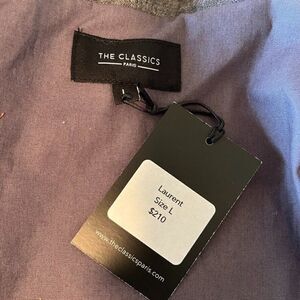 THE CLASSICS
PARIS
Laurent
Size L
$210
www.theclassicsparis.com